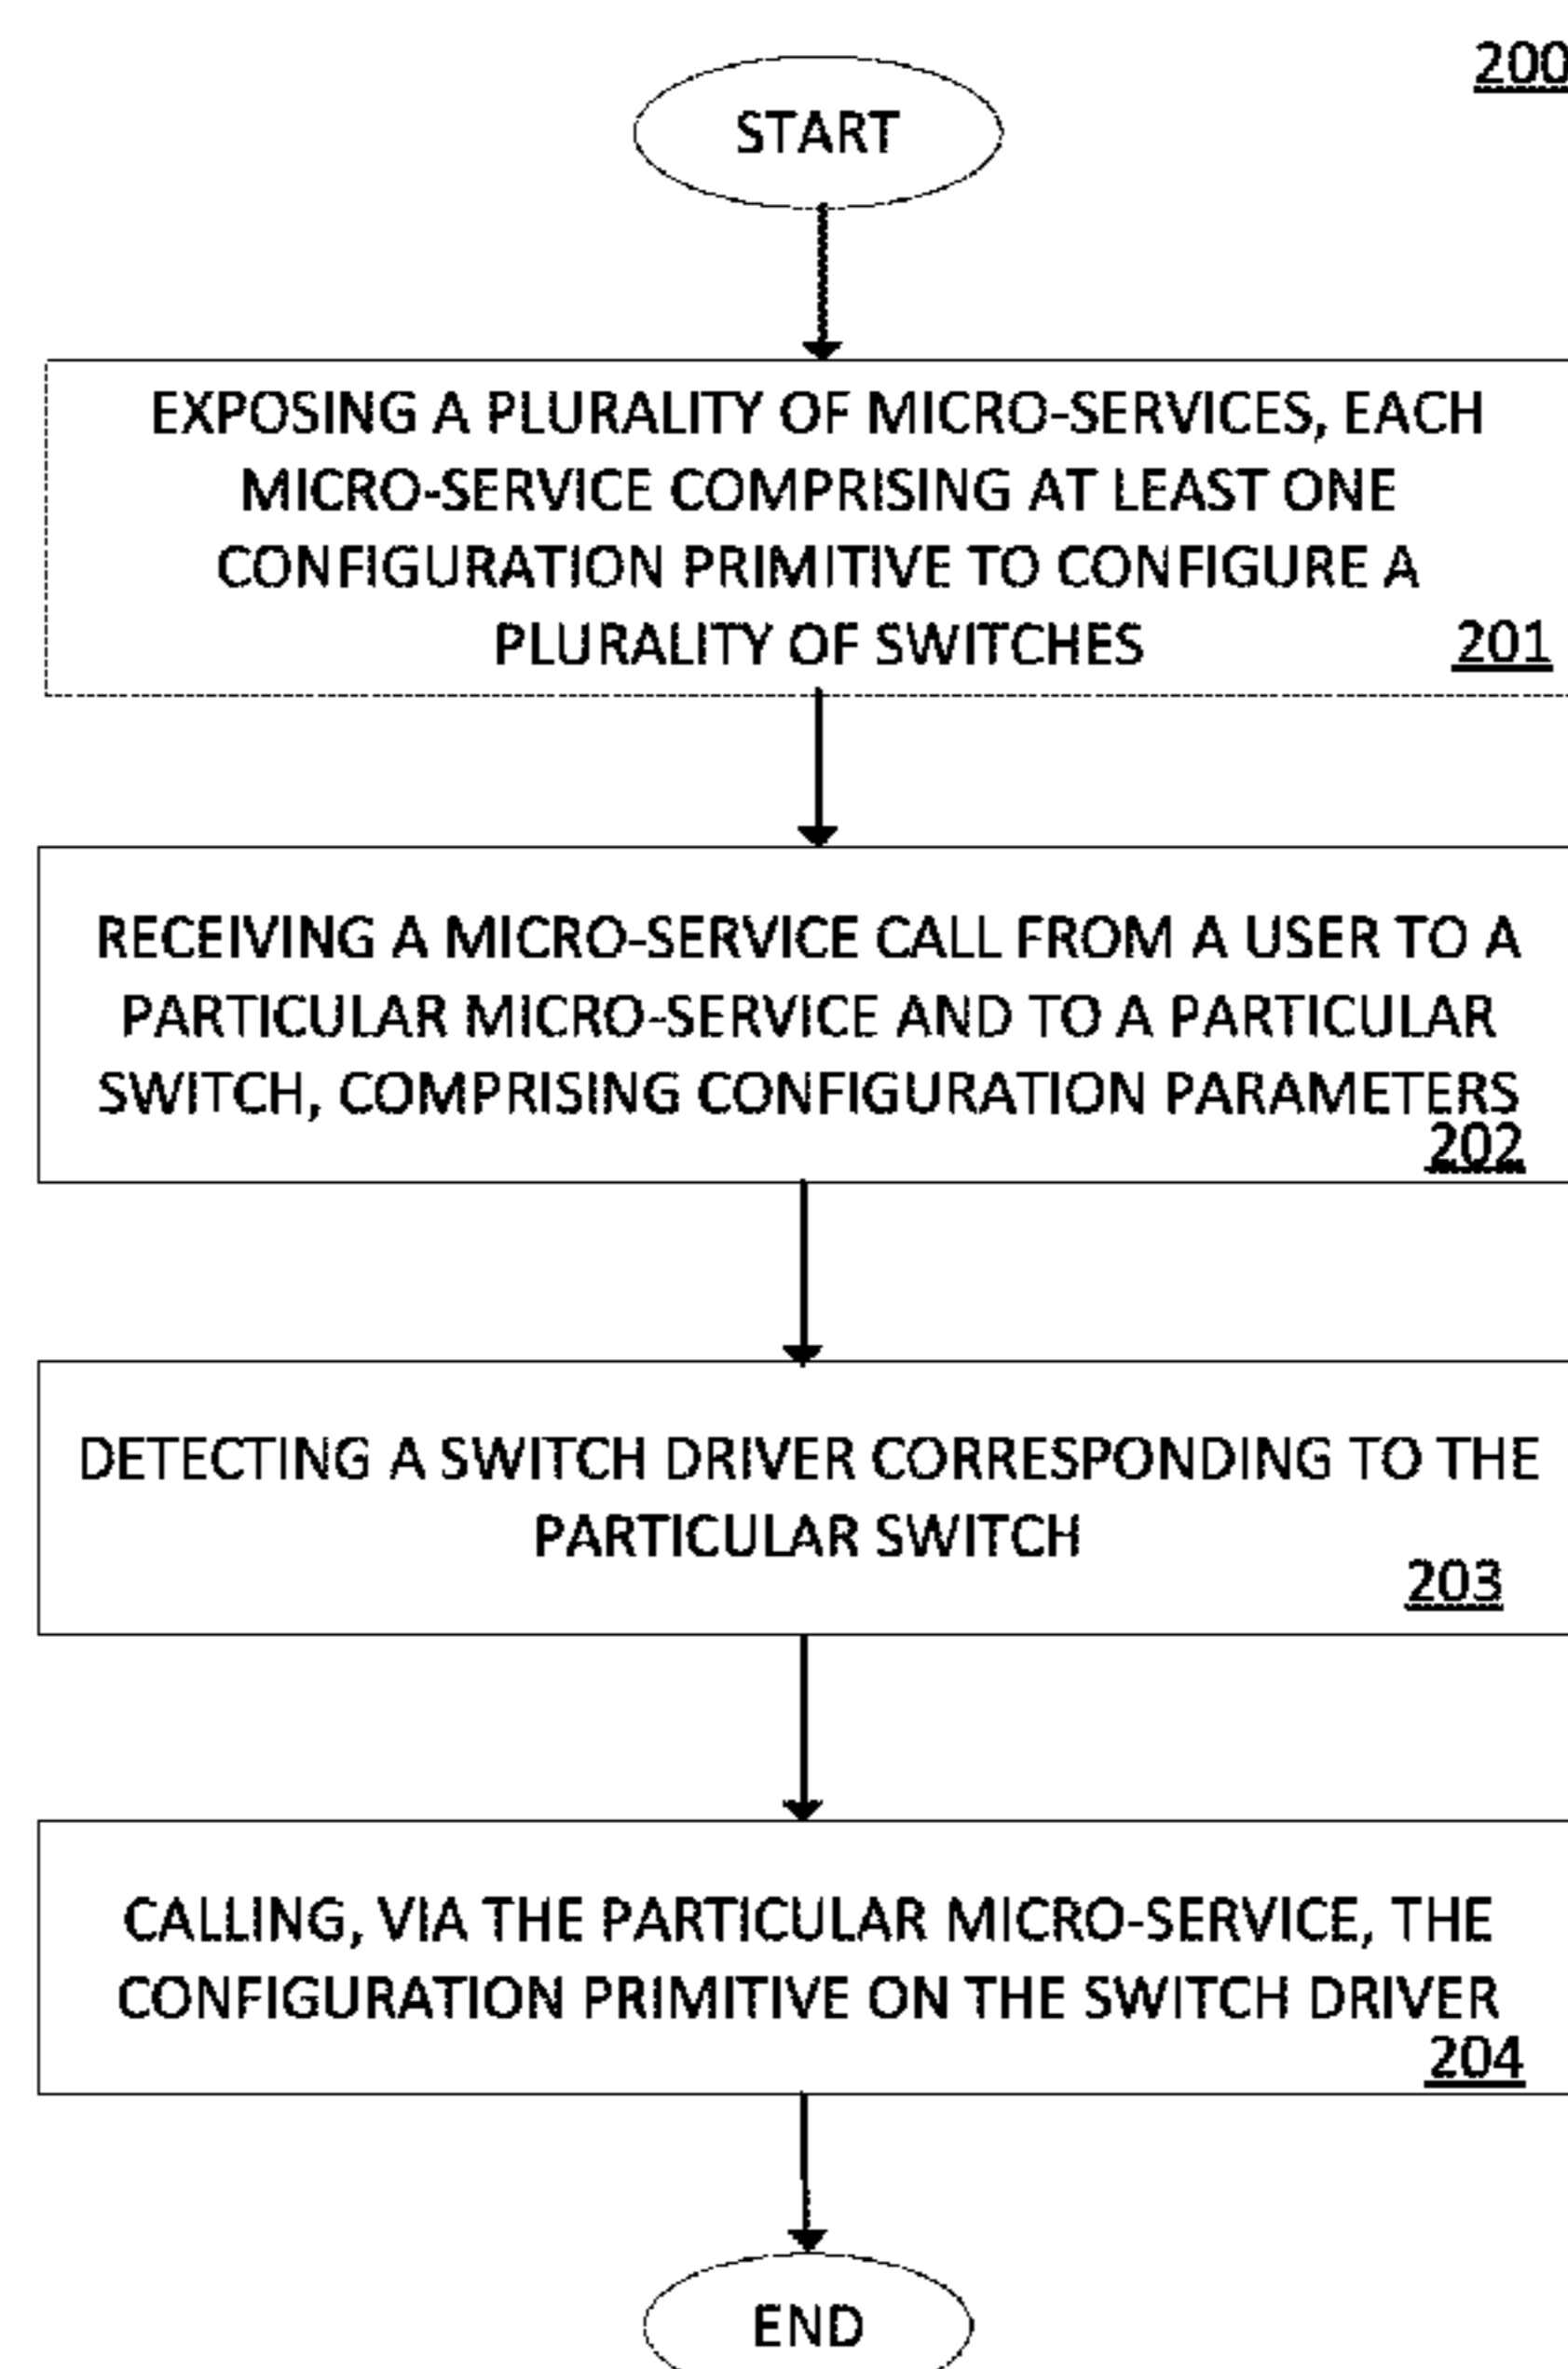 200
START
EXPOSING A PLURALITY OF MICRO-SERVICES, EACH
MICRO-SERVICE COMPRISING AT LEAST ONE
CONFIGURATION PRIMITIVE TO CONFIGURE A
PLURALITY OF SWITCHES
201
RECEIVING A MICRO-SERVICE CALL FROM A USER TO A
PARTICULAR MICRO-SERVICE AND TO A PARTICULAR
SWITCH, COMPRISING CONFIGURATION PARAMETERS
202
DETECTING A SWITCH DRIVER CORRESPONDING TO THE
PARTICULAR SWITCH
203
CALLING, VIA THE PARTICULAR MICRO-SERVICE, THE
CONFIGURATION PRIMITIVE ON THE SWITCH DRIVER
204
END